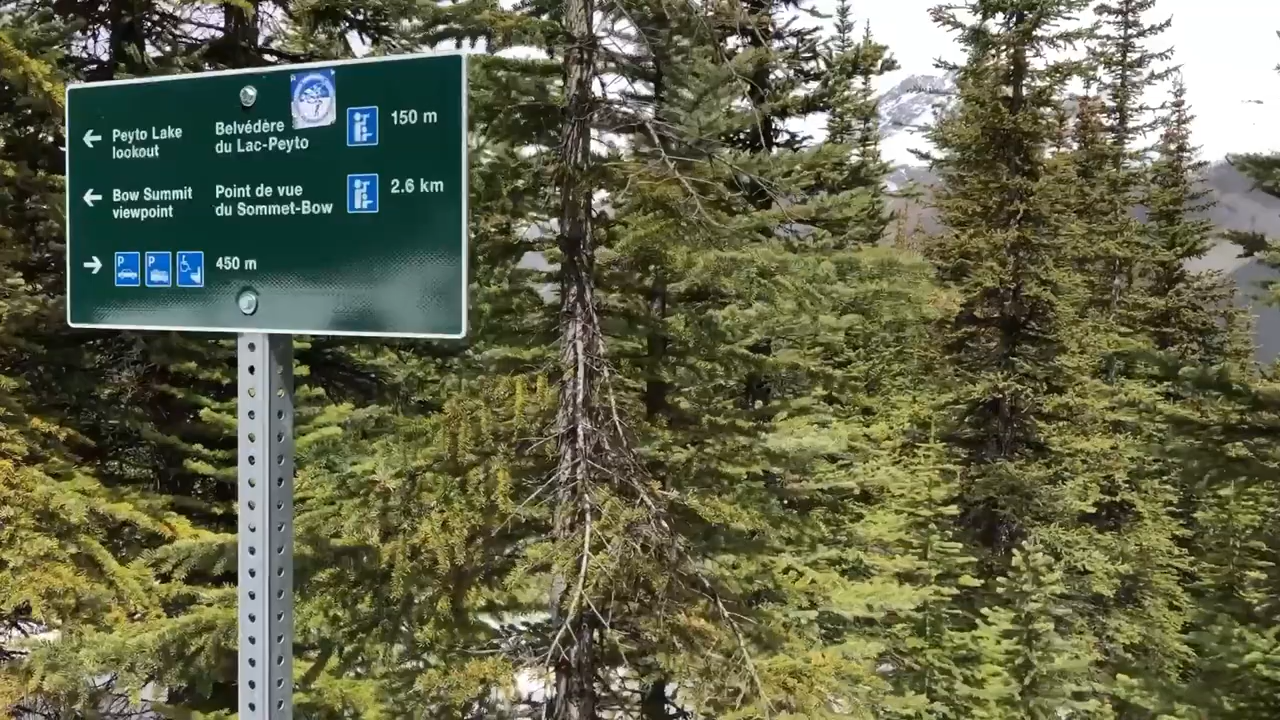 ← Peyto Lake lookout
Belvédère du Lac-Peyto
150 m
← Bow Summit viewpoint
Point de vue du Sommet-Bow
2.6 km
→ P P 450 m